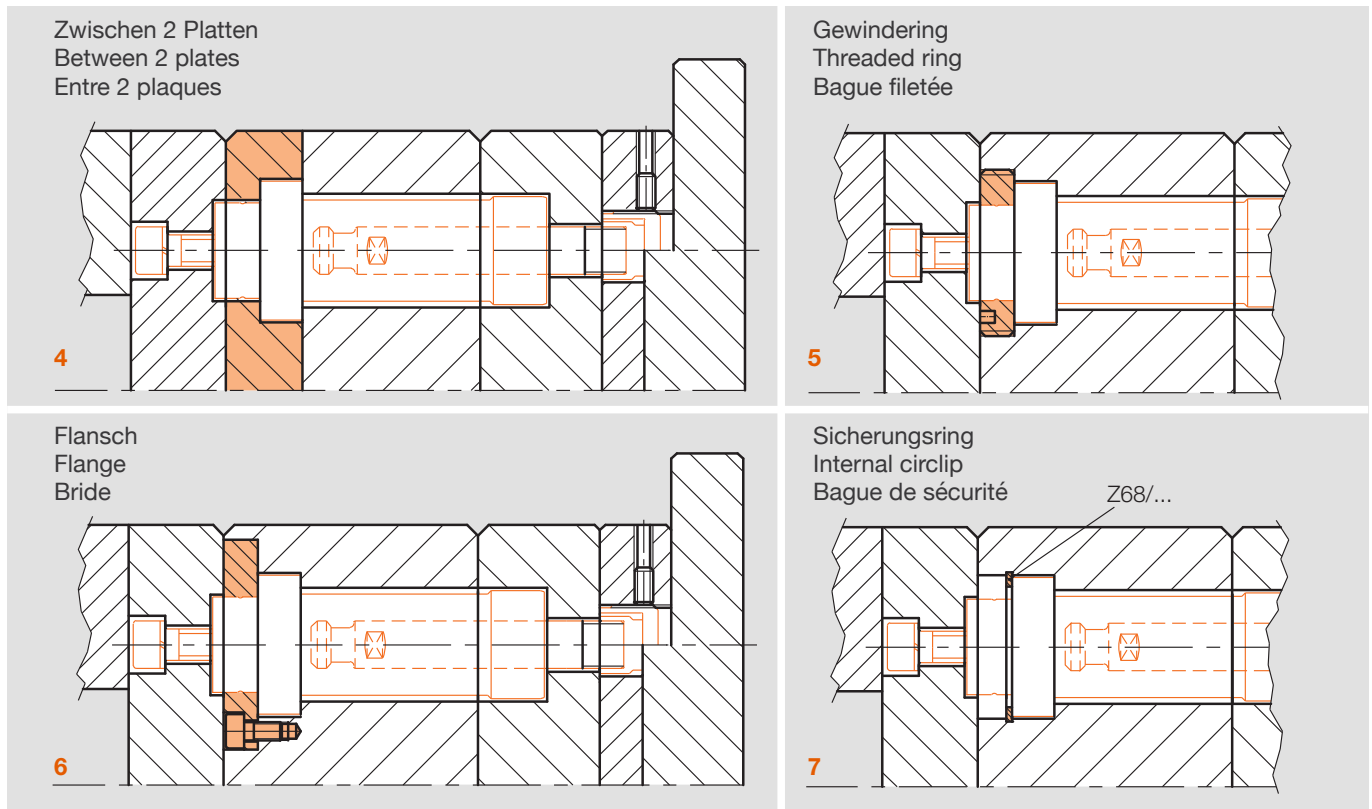 Zwischen 2 Platten
Between 2 plates
Entre 2 plaques
4
Gewindering
Threaded ring
Bague filetée
5
Flansch
Flange
Bride
6
Sicherungsring
Internal circlip
Bague de sécurité
Z68/...
7